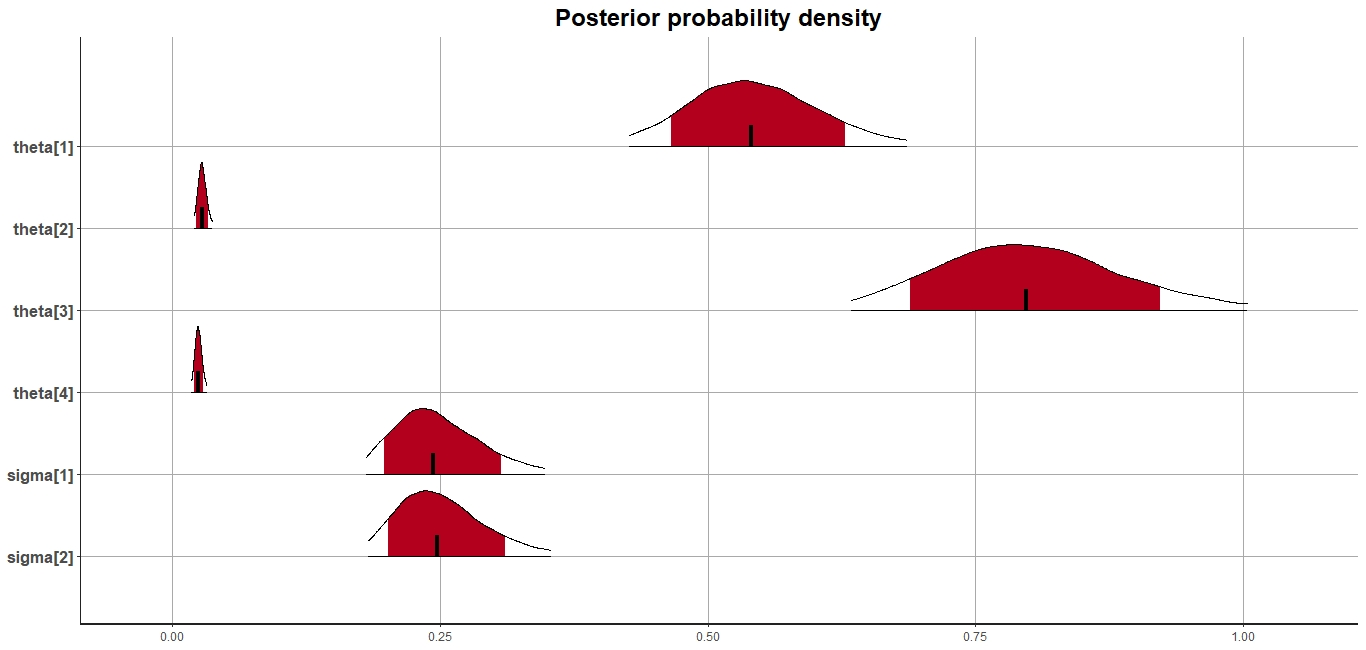 Posterior probability density
theta[1]
theta[2]
theta[3]
theta[4]
sigma[1]
sigma[2]
0.00 0.25 0.50 0.75 1.00